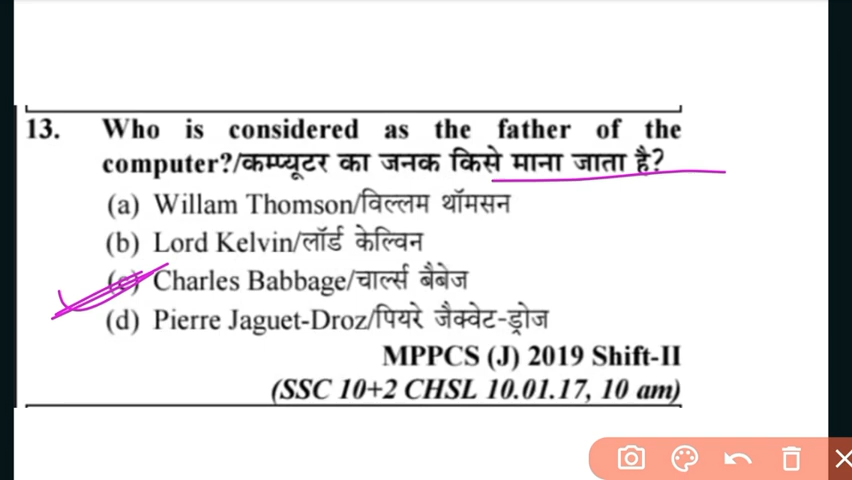 13. Who is considered as the father of the
computer?/कम्प्यूटर का जनक किसे माना जाता है?
(a) Willam Thomson/विल्लम थॉमसन
(b) Lord Kelvin/लॉर्ड केल्विन
(c) Charles Babbage/चार्ल्स बैबेज
(d) Pierre Jaguet-Droz/पियरे जैक्वेट-ड्रोज
MPPCS (J) 2019 Shift-II
(SSC 10+2 CHSL 10.01.17, 10 am)